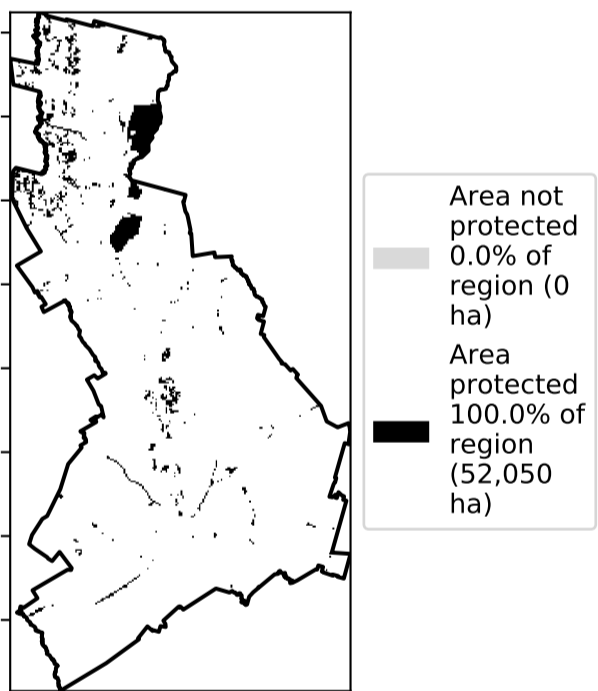 Area not
protected
0.0% of
region (0
ha)
Area
protected
100.0% of
region
(52,050
ha)